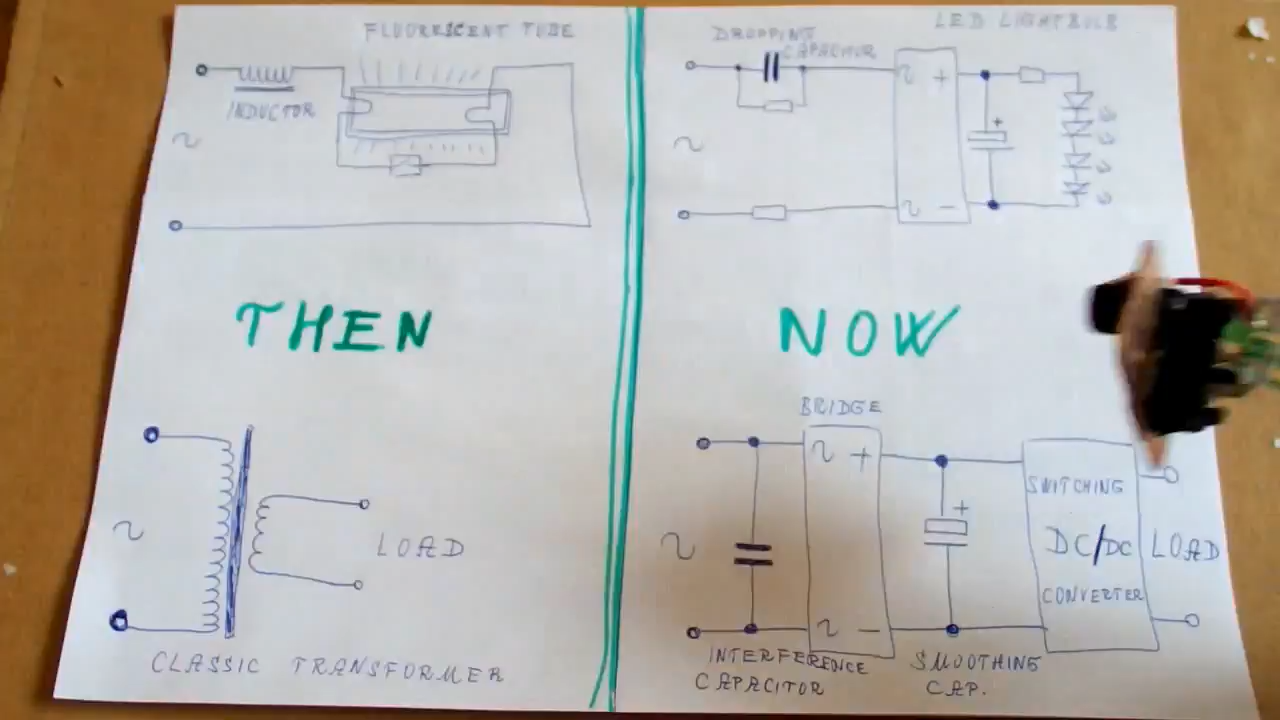 FLUORESCENT TUBE
INDUCTOR
THEN
LOAD
CLASSIC TRANSFORMER
LED LIGHTBULB
DROPPING
CAPACITOR
~ +
+
~ −
NOW
BRIDGE
~ +
+
SWITCHING
DC/DC
LOAD
CONVERTER
~ −
INTERFERENCE
CAPACITOR
SMOOTHING
CAP.